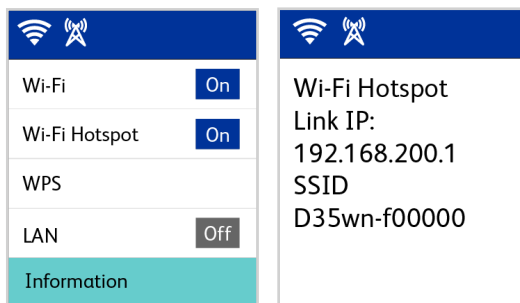 Wi-Fi On
Wi-Fi Hotspot On
WPS
LAN Off
Information
Wi-Fi Hotspot
Link IP:
192.168.200.1
SSID
D35wn-f00000